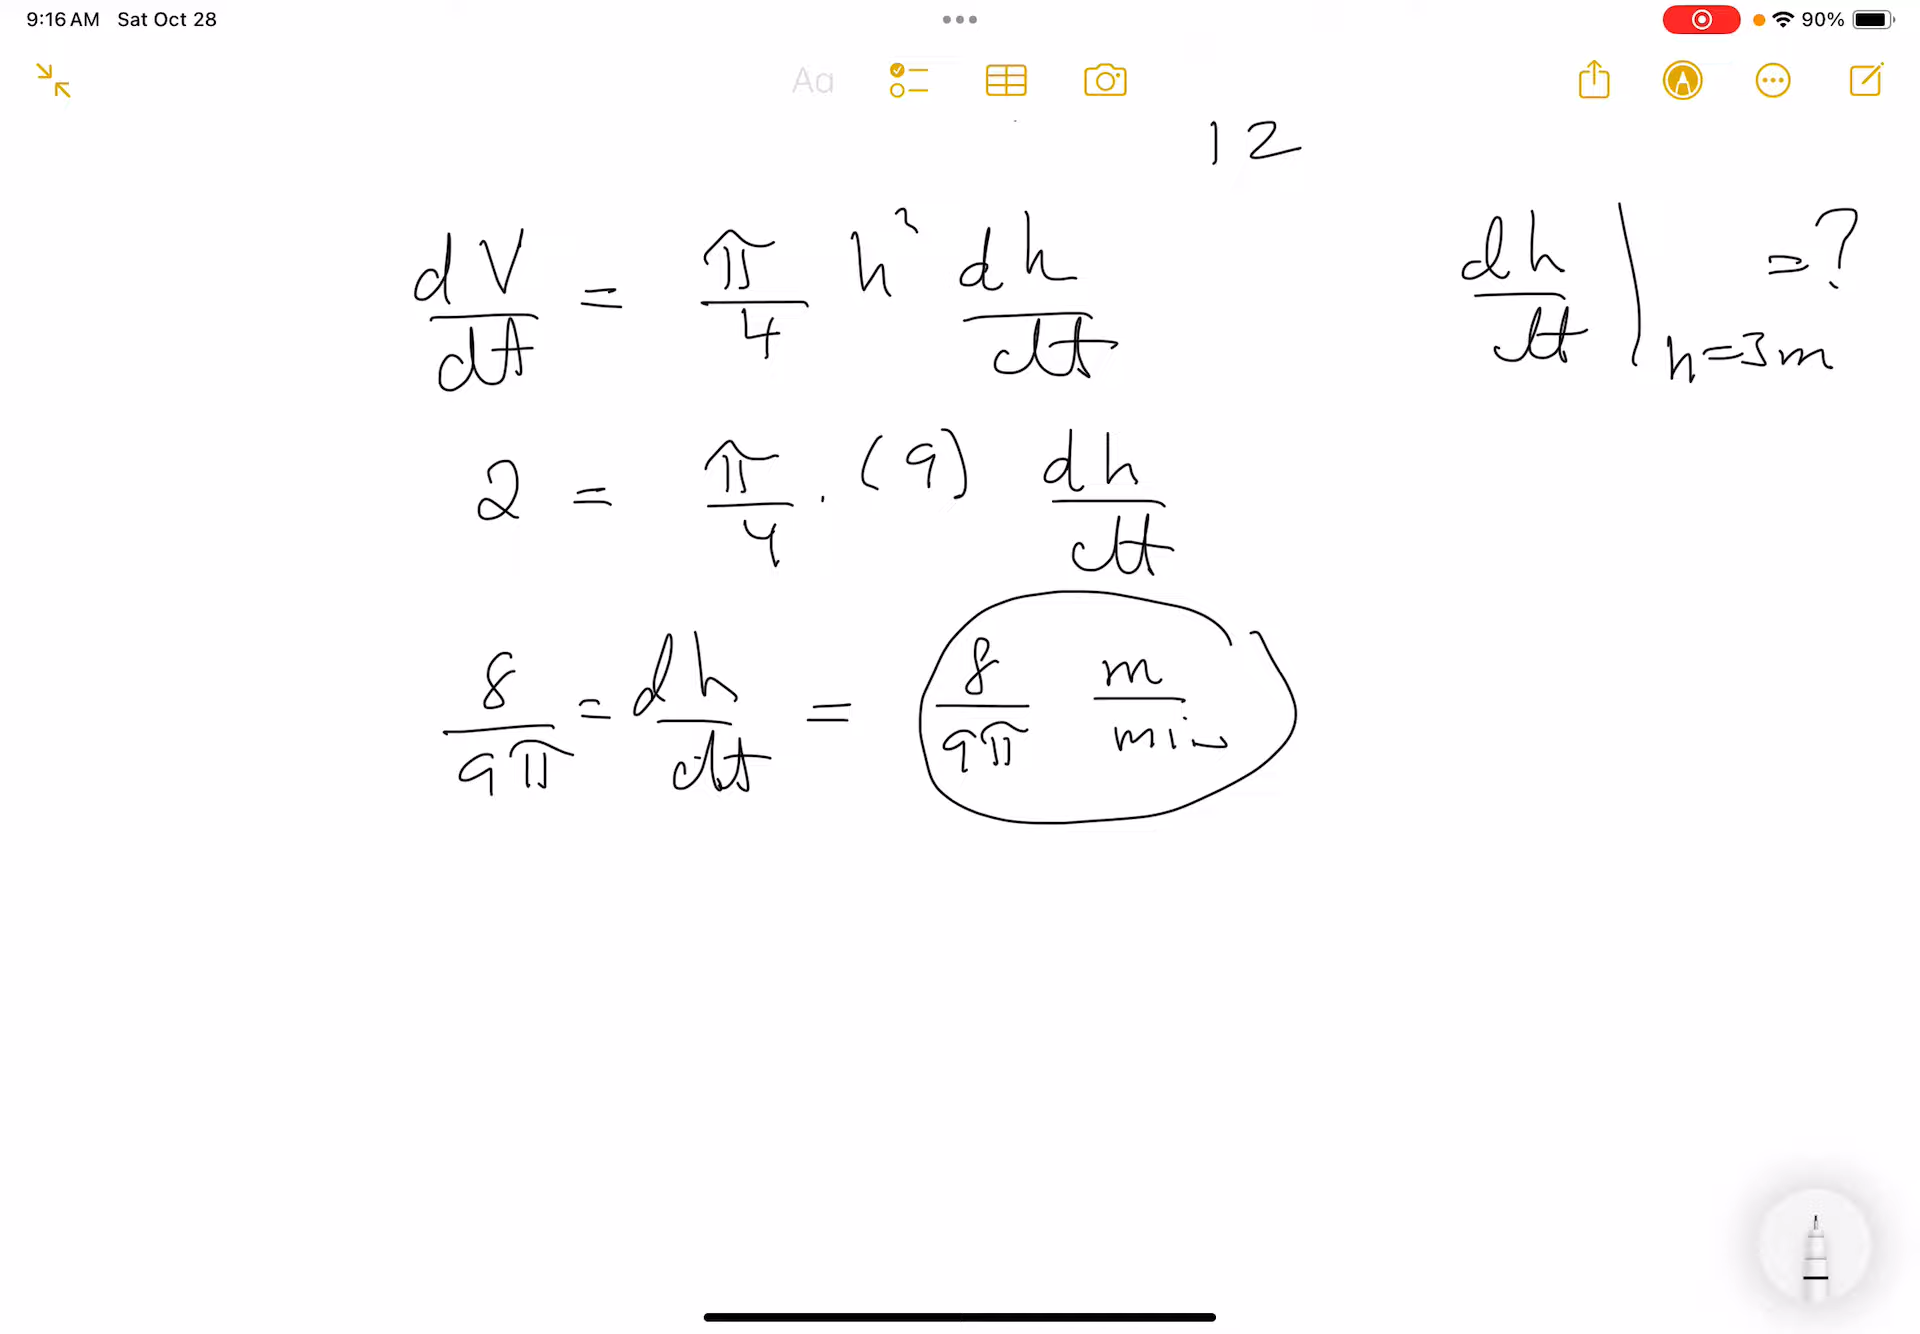 9:16 AM Sat Oct 28
90%
Aa
12
dV/dt = π/4 h² dh/dt
dh/dt | h=3m = ?
2 = π/4 · (9) dh/dt
8/9π = dh/dt = 8/9π m/min